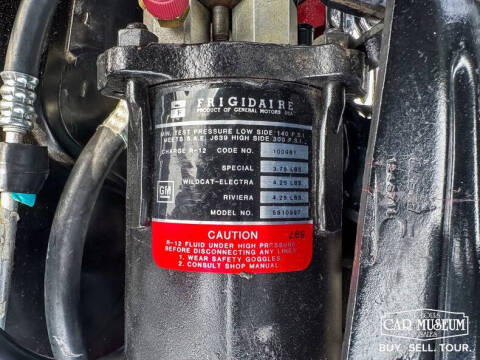 FRIGIDAIRE
PRODUCT OF GENERAL MOTORS
MIN. TEST PRESSURE LOW SIDE 140 P.S.I.
MEETS S.A.E. J639 HIGH SIDE 300 P.S.I.
CHARGE R-12 CODE NO.
SPECIAL 3.75 LBS.
WILDCAT-ELECTRA 4.25 LBS.
GM
RIVIERA 4.25 LBS.
MODEL NO.
CAUTION
R-12 FLUID UNDER HIGH PRESSURE
BEFORE DISCONNECTING ANY LINES
1. WEAR SAFETY GOGGLES
2. CONSULT SHOP MANUAL
CAR MUSEUM
SALES
BUY. SELL. TOUR.